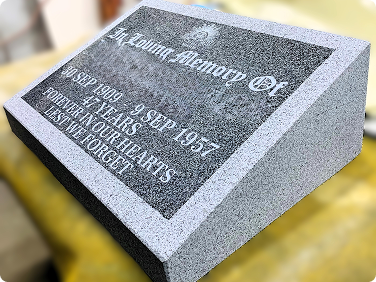 In Loving Memory Of
30 SEP 1909 9 SEP 1957
47 YEARS
FOREVER IN OUR HEARTS
LEST WE FORGET